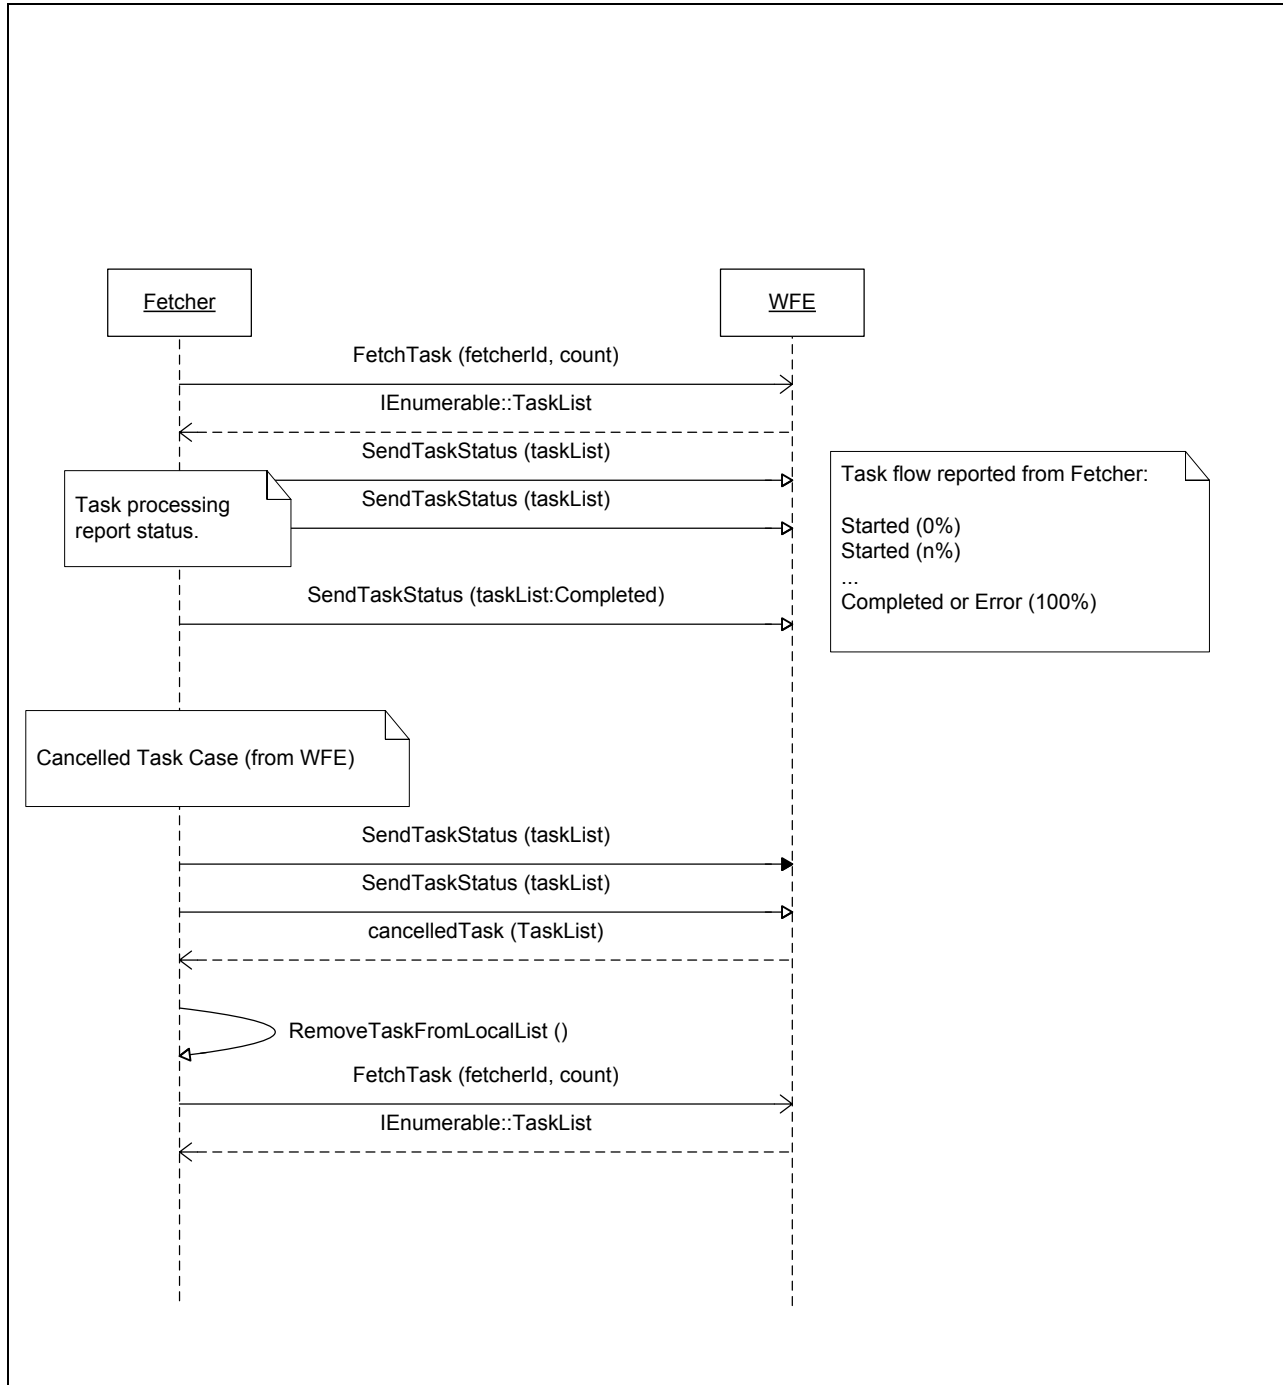 Fetcher
WFE
FetchTask (fetcherId, count)
IEnumerable::TaskList
SendTaskStatus (taskList)
Task processing
report status.
SendTaskStatus (taskList)
Task flow reported from Fetcher:
Started (0%)
Started (n%)
...
Completed or Error (100%)
SendTaskStatus (taskList:Completed)
Cancelled Task Case (from WFE)
SendTaskStatus (taskList)
SendTaskStatus (taskList)
cancelledTask (TaskList)
RemoveTaskFromLocalList ()
FetchTask (fetcherId, count)
IEnumerable::TaskList